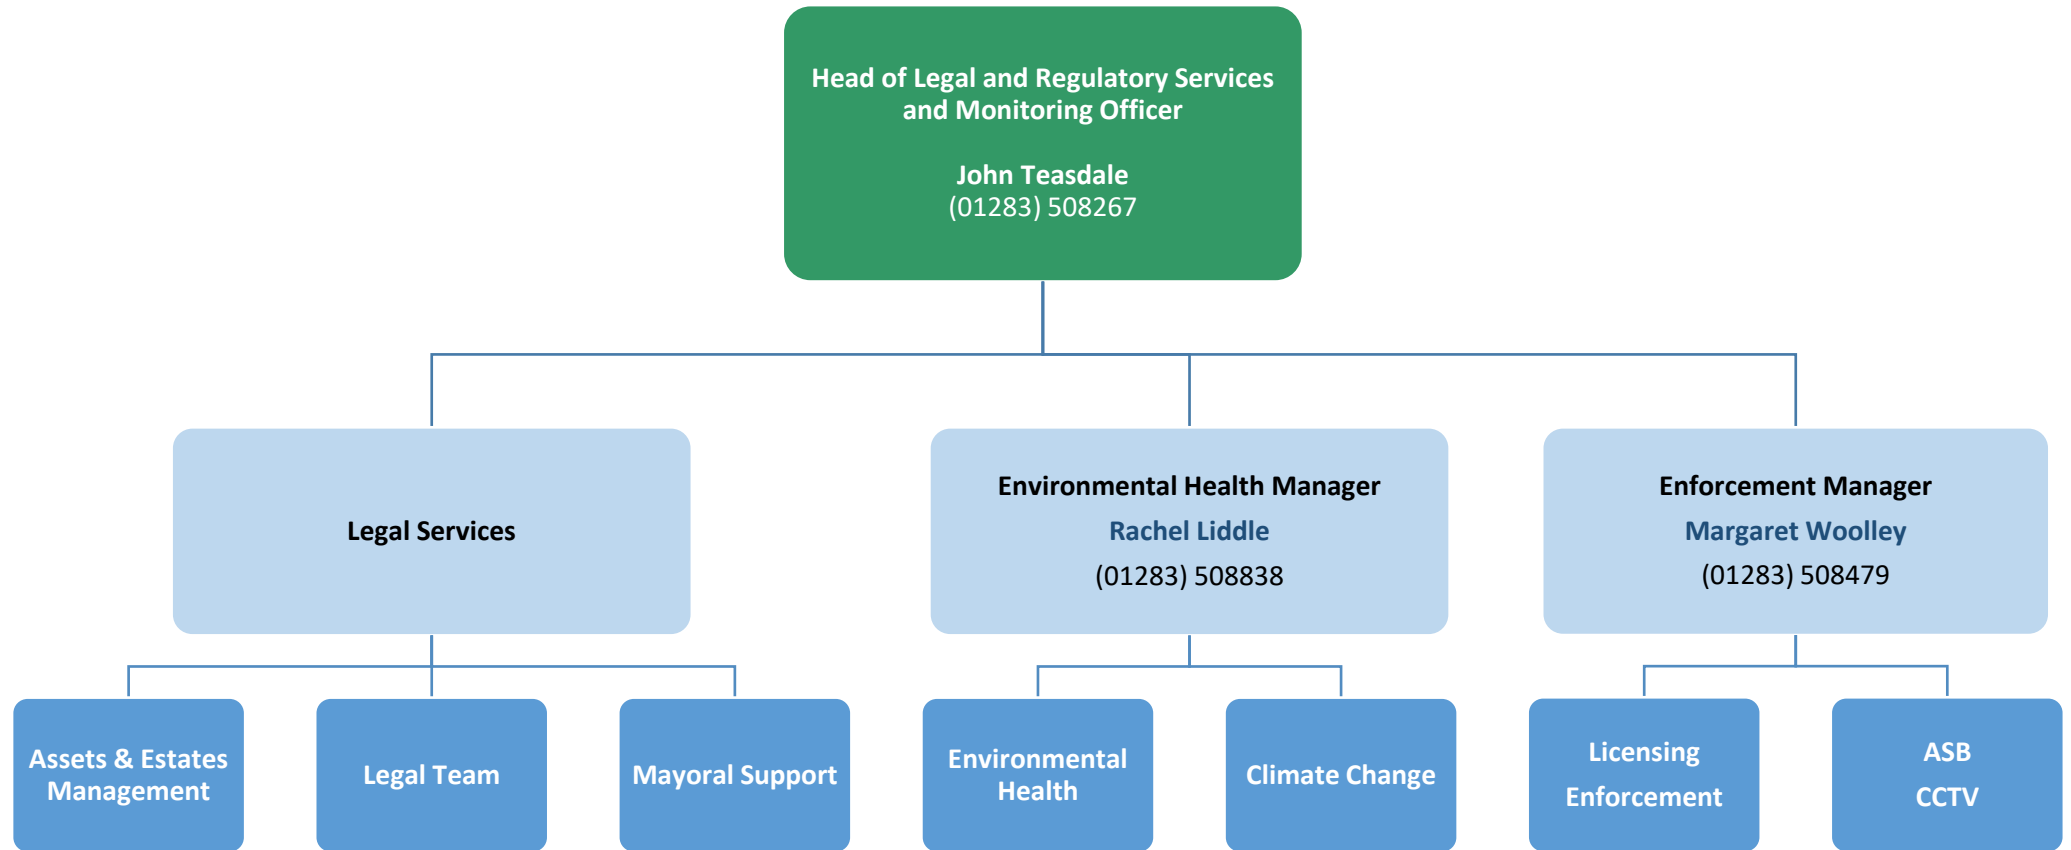 Head of Legal and Regulatory Services
and Monitoring Officer
John Teasdale
(01283) 508267
Legal Services
Environmental Health Manager
Rachel Liddle
(01283) 508838
Enforcement Manager
Margaret Woolley
(01283) 508479
Assets & Estates
Management
Legal Team
Mayoral Support
Environmental
Health
Climate Change
Licensing
Enforcement
ASB
CCTV